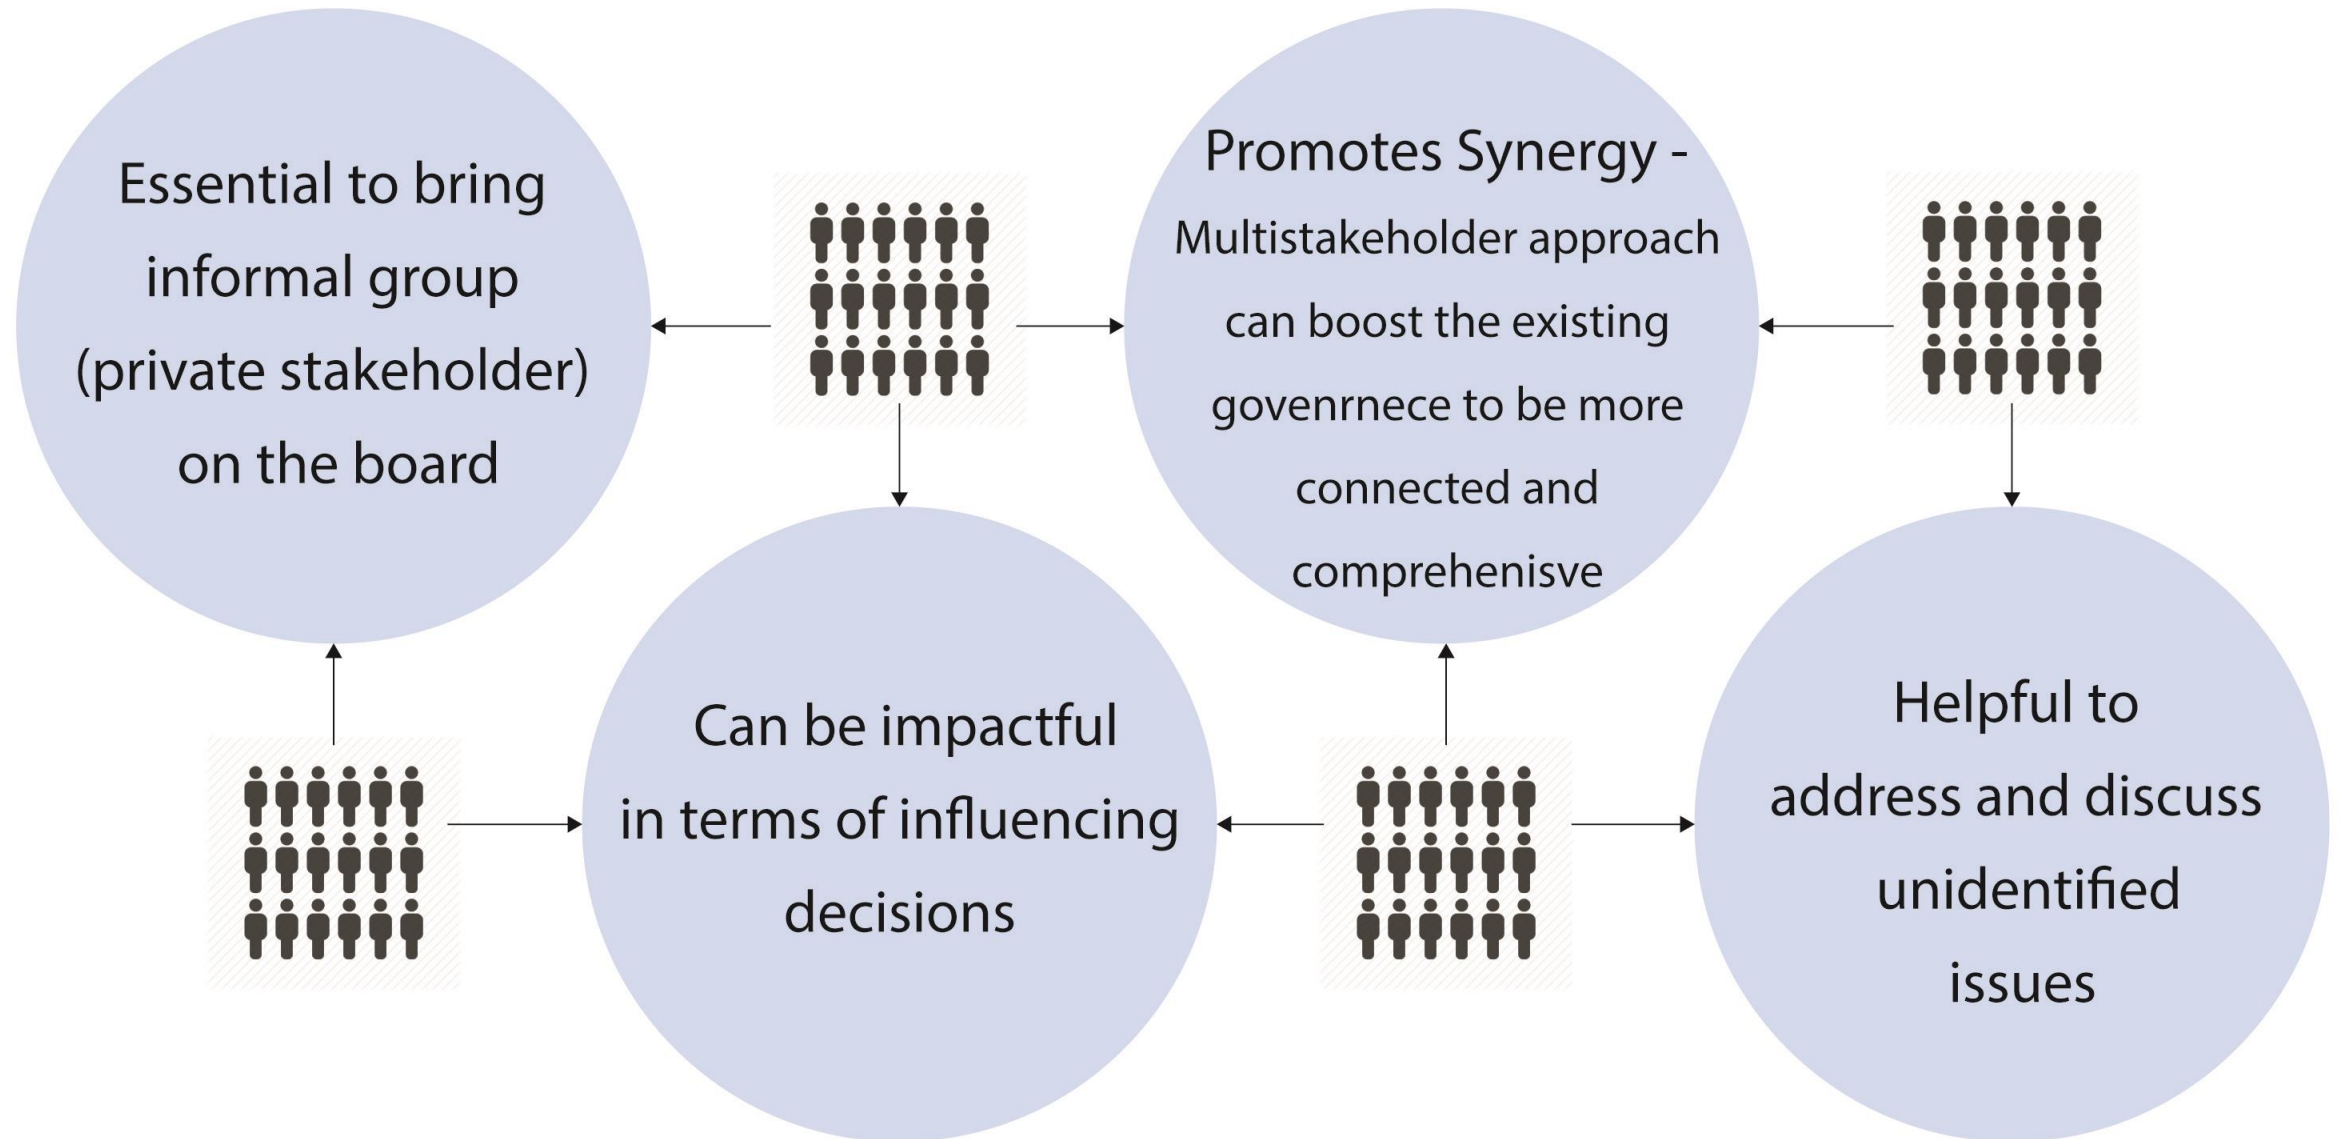 Essential to bring
informal group
(private stakeholder)
on the board
Promotes Synergy -
Multistakeholder approach
can boost the existing
govenrnece to be more
connected and
comprehenisve
Can be impactful
in terms of influencing
decisions
Helpful to
address and discuss
unidentified
issues